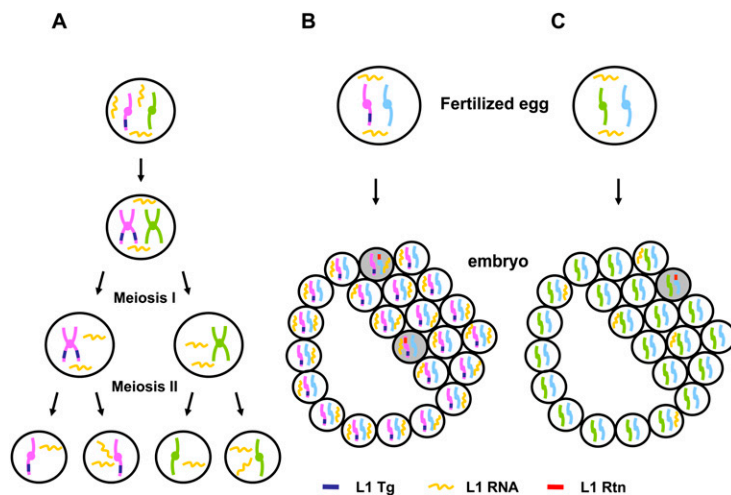 A
B
C
Fertilized egg
embryo
Meiosis I
Meiosis II
L1 Tg
L1 RNA
L1 Rtn